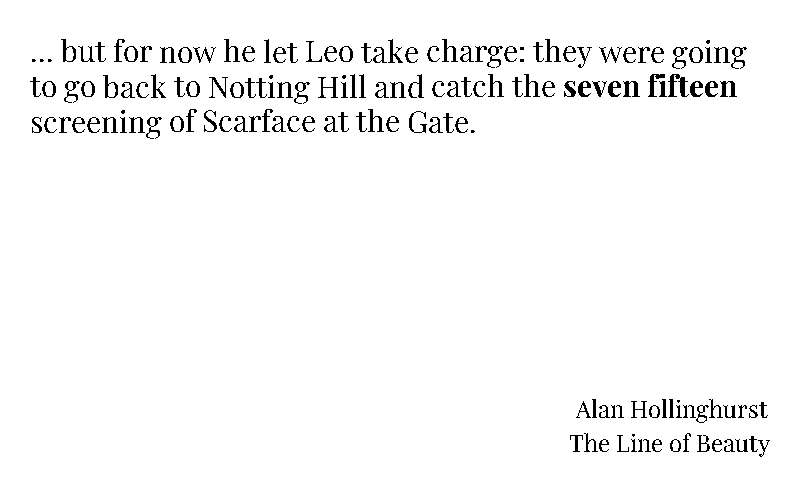 ... but for now he let Leo take charge: they were going
to go back to Notting Hill and catch the seven fifteen
screening of Scarface at the Gate.
Alan Hollinghurst
The Line of Beauty